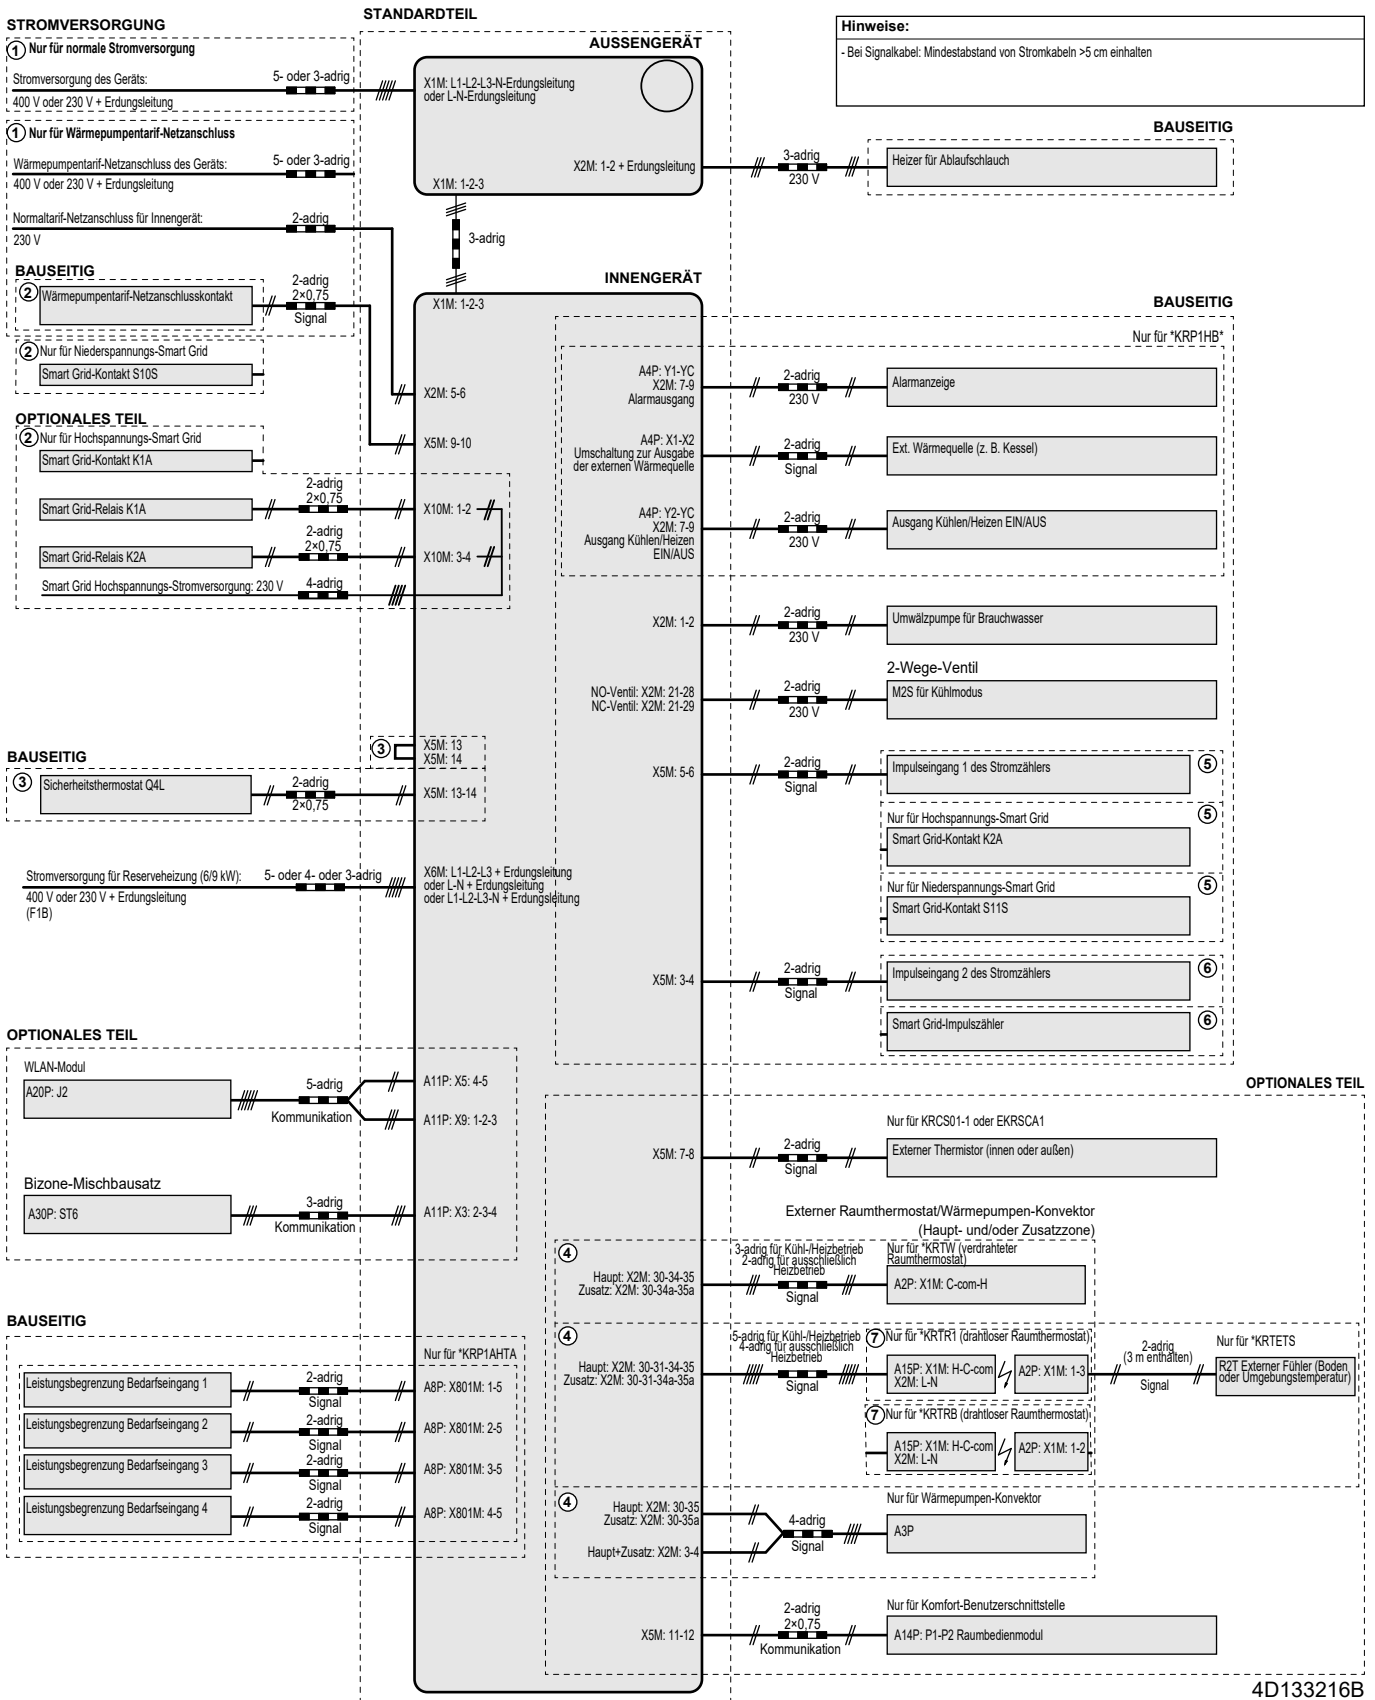 STROMVERSORGUNG
① Nur für normale Stromversorgung
Stromversorgung des Geräts:
5- oder 3-adrig
400 V oder 230 V + Erdungsleitung
① Nur für Wärmepumpentarif-Netzanschluss
Wärmepumpentarif-Netzanschluss des Geräts:
5- oder 3-adrig
400 V oder 230 V + Erdungsleitung
Normaltarif-Netzanschluss für Innengerät:
2-adrig
230 V
BAUSEITIG
② Wärmepumpentarif-Netzanschlusskontakt
2-adrig
2×0,75
Signal
② Nur für Niederspannungs-Smart Grid
Smart Grid-Kontakt S10S
OPTIONALES TEIL
② Nur für Hochspannungs-Smart Grid
Smart Grid-Kontakt K1A
Smart Grid-Relais K1A
2-adrig
2×0,75
Smart Grid-Relais K2A
2-adrig
2×0,75
Smart Grid Hochspannungs-Stromversorgung: 230 V
4-adrig
BAUSEITIG
③ Sicherheitsthermostat Q4L
2-adrig
2×0,75
Stromversorgung für Reserveheizung (6/9 kW):
5- oder 4- oder 3-adrig
400 V oder 230 V + Erdungsleitung
(F1B)
OPTIONALES TEIL
WLAN-Modul
A20P: J2
5-adrig
Kommunikation
Bizone-Mischbausatz
A30P: ST6
3-adrig
Kommunikation
BAUSEITIG
Nur für *KRP1AHTA
Leistungsbegrenzung Bedarfseingang 1
2-adrig
Signal
A8P: X801M: 1-5
Leistungsbegrenzung Bedarfseingang 2
2-adrig
Signal
A8P: X801M: 2-5
Leistungsbegrenzung Bedarfseingang 3
2-adrig
Signal
A8P: X801M: 3-5
Leistungsbegrenzung Bedarfseingang 4
2-adrig
Signal
A8P: X801M: 4-5
STANDARDTEIL
AUSSENGERÄT
X1M: L1-L2-L3-N-Erdungsleitung
oder L-N-Erdungsleitung
X2M: 1-2 + Erdungsleitung
X1M: 1-2-3
3-adrig
INNENGERÄT
X1M: 1-2-3
X2M: 5-6
X5M: 9-10
X10M: 1-2
X10M: 3-4
③
X5M: 13
X5M: 14
X5M: 13-14
X6M: L1-L2-L3 + Erdungsleitung
oder L-N + Erdungsleitung
oder L1-L2-L3-N + Erdungsleitung
A11P: X5: 4-5
A11P: X9: 1-2-3
A11P: X3: 2-3-4
Hinweise:
- Bei Signalkabel: Mindestabstand von Stromkabeln >5 cm einhalten
BAUSEITIG
3-adrig
230 V
Heizer für Ablaufschlauch
BAUSEITIG
Nur für *KRP1HB*
A4P: Y1-YC
X2M: 7-9
Alarmausgang
2-adrig
230 V
Alarmanzeige
A4P: X1-X2
Umschaltung zur Ausgabe
der externen Wärmequelle
2-adrig
Signal
Ext. Wärmequelle (z. B. Kessel)
A4P: Y2-YC
X2M: 7-9
Ausgang Kühlen/Heizen
EIN/AUS
2-adrig
230 V
Ausgang Kühlen/Heizen EIN/AUS
X2M: 1-2
2-adrig
230 V
Umwälzpumpe für Brauchwasser
2-Wege-Ventil
NO-Ventil: X2M: 21-28
NC-Ventil: X2M: 21-29
2-adrig
230 V
M2S für Kühlmodus
X5M: 5-6
2-adrig
Signal
Impulseingang 1 des Stromzählers
⑤
Nur für Hochspannungs-Smart Grid
⑤
Smart Grid-Kontakt K2A
Nur für Niederspannungs-Smart Grid
⑤
Smart Grid-Kontakt S11S
X5M: 3-4
2-adrig
Signal
Impulseingang 2 des Stromzählers
⑥
Smart Grid-Impulszähler
⑥
OPTIONALES TEIL
Nur für KRCS01-1 oder EKRSCA1
X5M: 7-8
2-adrig
Signal
Externer Thermistor (innen oder außen)
Externer Raumthermostat/Wärmepumpen-Konvektor
(Haupt- und/oder Zusatzzone)
④
Haupt: X2M: 30-34-35
Zusatz: X2M: 30-34a-35a
3-adrig für Kühl-/Heizbetrieb
2-adrig für ausschließlich
Heizbetrieb
Signal
Nur für *KRTW (verdrahteter
Raumthermostat)
A2P: X1M: C-com-H
④
Haupt: X2M: 30-31-34-35
Zusatz: X2M: 30-31-34a-35a
5-adrig für Kühl-/Heizbetrieb
4-adrig für ausschließlich
Heizbetrieb
Signal
⑦ Nur für *KRTR1 (drahtloser Raumthermostat)
A15P: X1M: H-C-com
X2M: L-N
A2P: X1M: 1-3
2-adrig
(3 m enthalten)
Signal
Nur für *KRTETS
R2T Externer Fühler (Boden
oder Umgebungstemperatur)
⑦ Nur für *KRTRB (drahtloser Raumthermostat)
A15P: X1M: H-C-com
X2M: L-N
A2P: X1M: 1-2
④
Haupt: X2M: 30-35
Zusatz: X2M: 30-35a
Haupt+Zusatz: X2M: 3-4
4-adrig
Signal
Nur für Wärmepumpen-Konvektor
A3P
X5M: 11-12
2-adrig
2×0,75
Kommunikation
Nur für Komfort-Benutzerschnittstelle
A14P: P1-P2 Raumbedienmodul
4D133216B